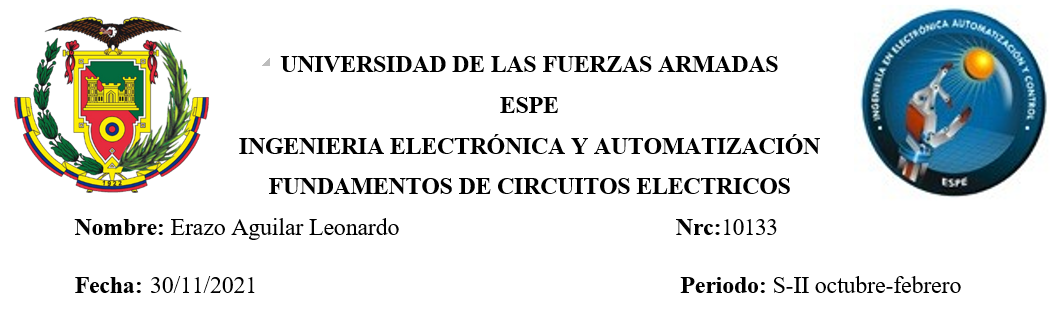 UNIVERSIDAD DE LAS FUERZAS ARMADAS
ESPE
INGENIERIA ELECTRÓNICA Y AUTOMATIZACIÓN
FUNDAMENTOS DE CIRCUITOS ELECTRICOS
Nombre: Erazo Aguilar Leonardo Nrc:10133
Fecha: 30/11/2021 Periodo: S-II octubre-febrero
1922
• INGENIERÍA EN ELECTRÓNICA AUTOMATIZACIÓN Y CONTROL •
ESPE